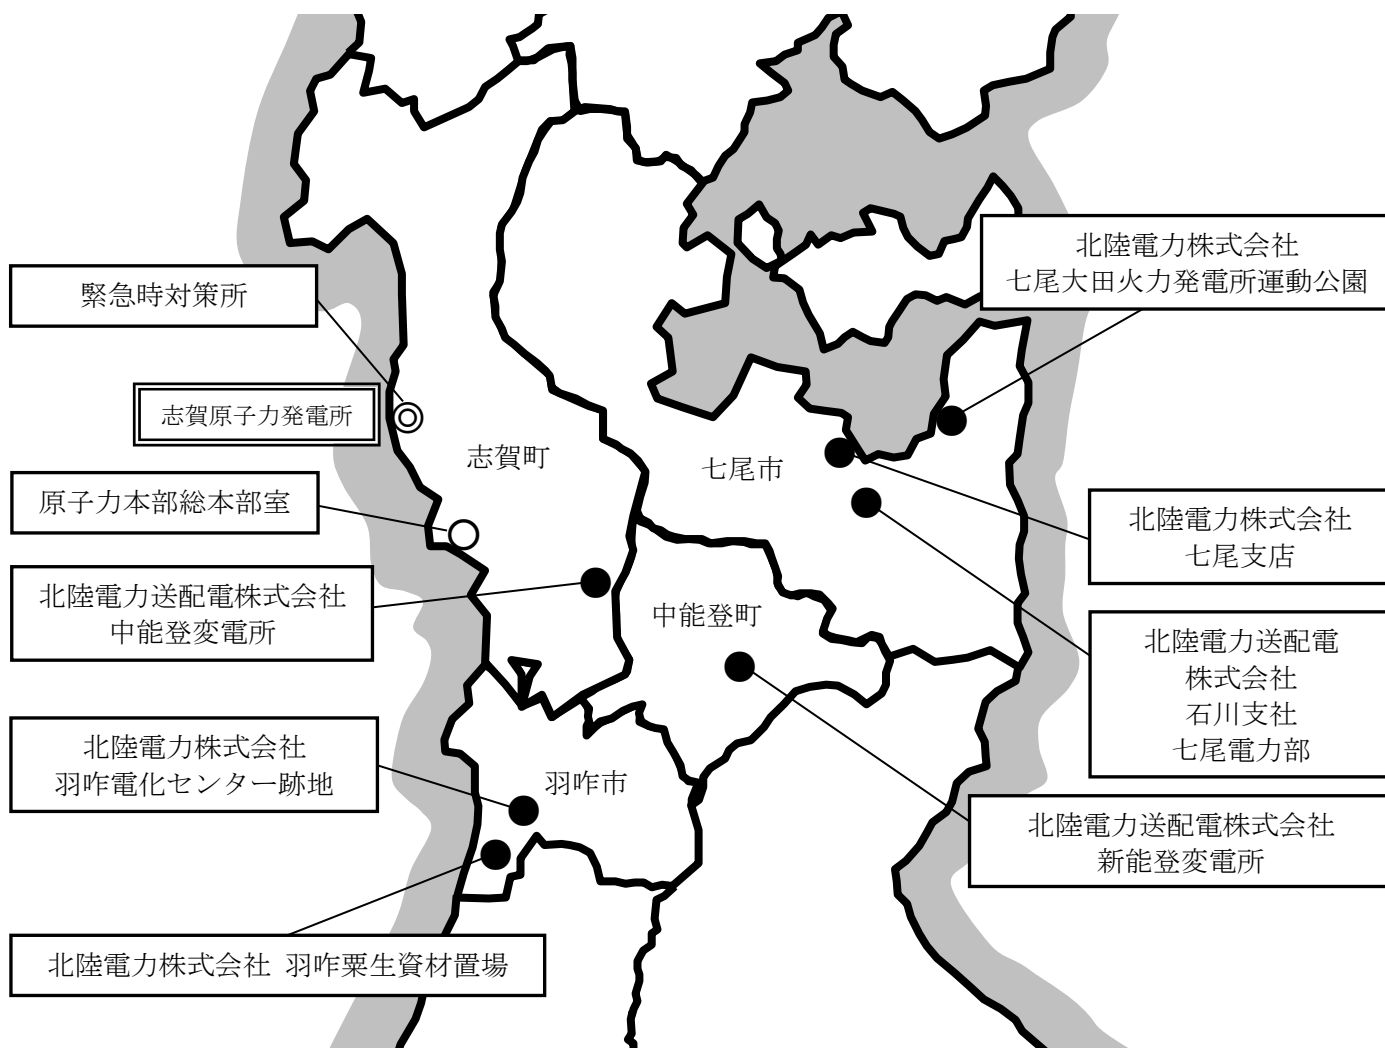 北陸電力株式会社
七尾大田火力発電所運動公園
緊急時対策所
志賀原子力発電所
志賀町
七尾市
原子力本部総本部室
北陸電力株式会社
七尾支店
北陸電力送配電株式会社
中能登変電所
中能登町
北陸電力送配電
株式会社
石川支社
七尾電力部
北陸電力株式会社
羽咋電化センター跡地
羽咋市
北陸電力送配電株式会社
新能登変電所
北陸電力株式会社 羽咋粟生資材置場